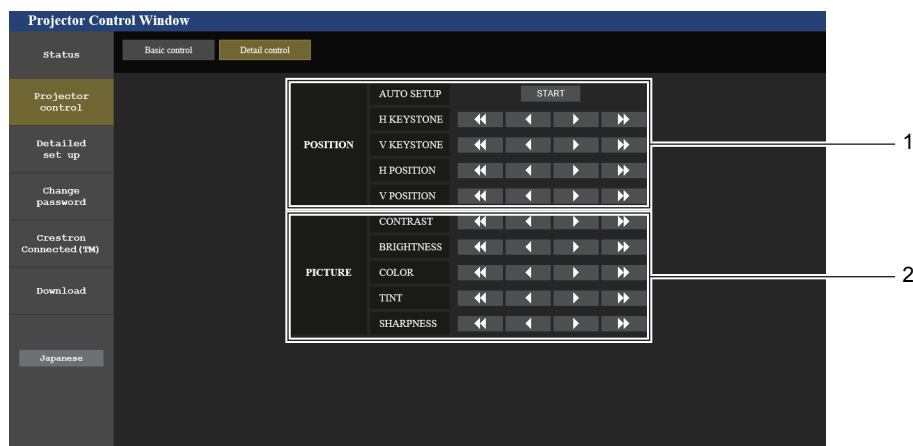 Projector Control Window
Status
Basic control
Detail control
Projector
control
Detailed
set up
Change
password
Crestron
Connected(TM)
Download
Japanese
POSITION
AUTO SETUP
START
H KEYSTONE
V KEYSTONE
H POSITION
V POSITION
1
PICTURE
CONTRAST
BRIGHTNESS
COLOR
TINT
SHARPNESS
2